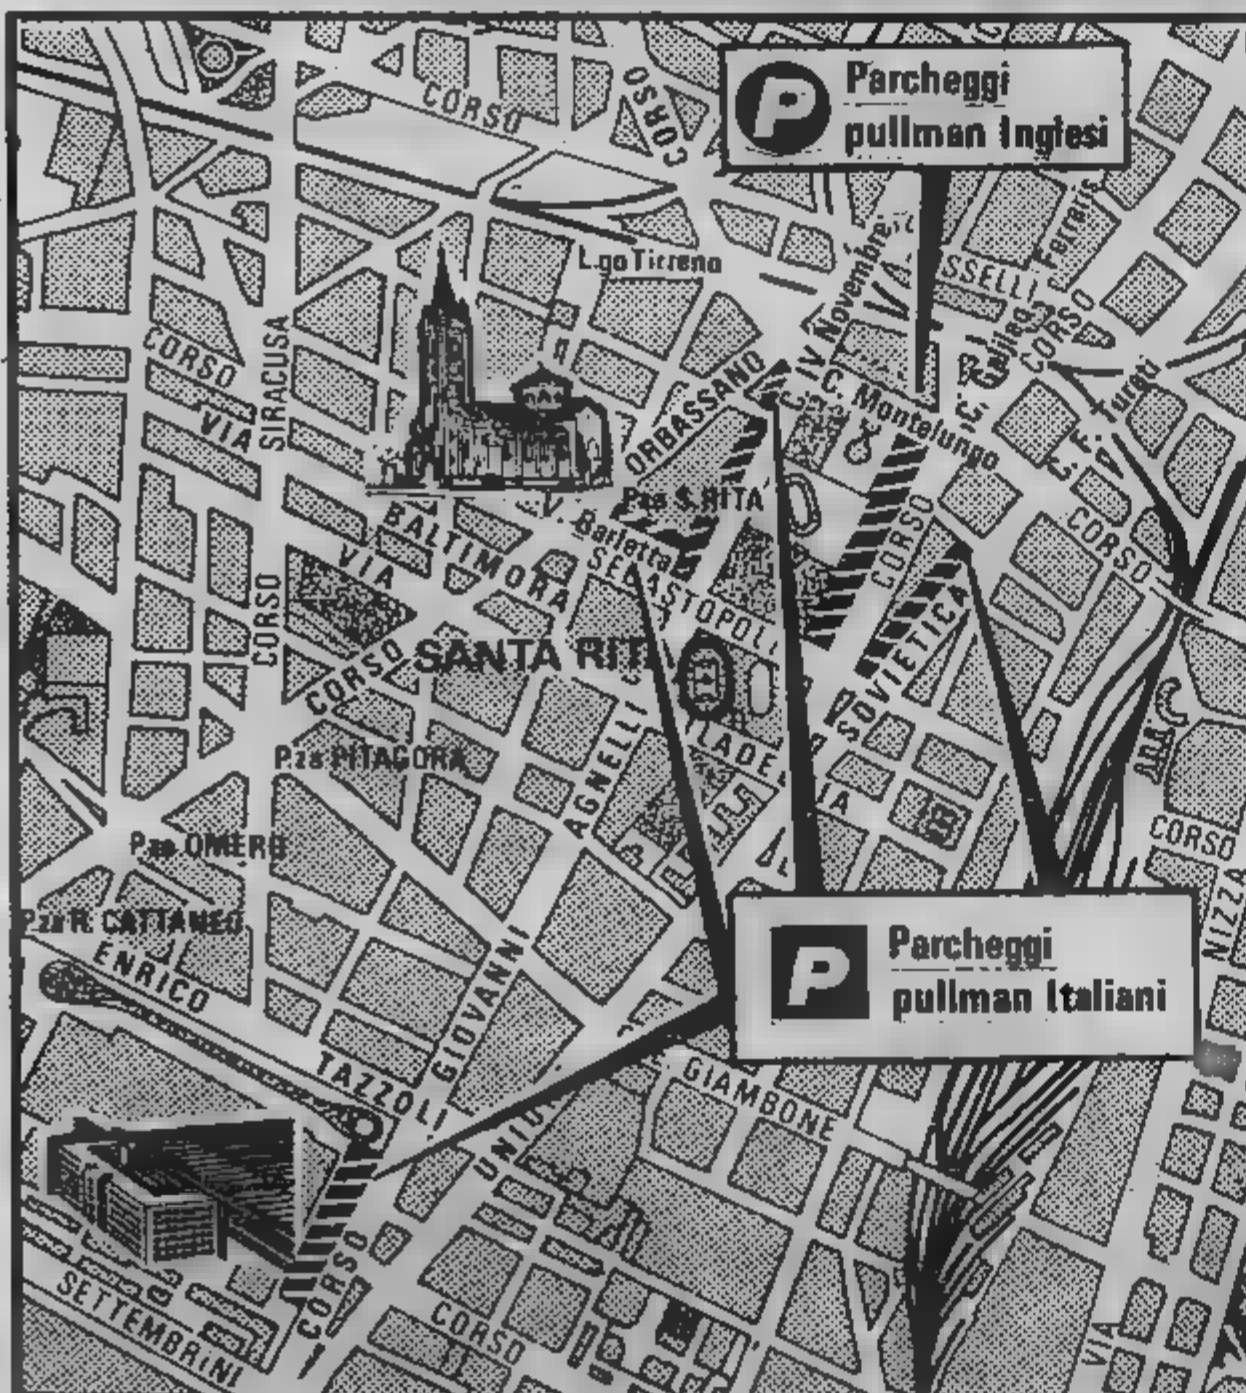 P
Parcheggi
pullman Inglesi
CORSO
CORSO
L.go Tirreno
IV Novembre
SSELLI
Ferraris
C. Galileo
CORSO
CORSO
VIA
SIRACUSA
ORBASSANO
C. Montelungo
Turati
P.za S. RITA
V. Barletta
BALTIMORA
VIA
SEBASTOPOLI
CORSO
CORSO
CORSO
SANTA RITA
CORSO
SOVIETICA
P.za PITAGORA
AGNELLI
P.za OMERO
CORSO
NIZZA
P.za R. CATTANEO
ENRICO
TAZZOLI
GIOVANNI
P
Parcheggi
pullman Italiani
GIAMBONE
UNIO
SETTEMBRINI
CORSO
CORSO
VIA